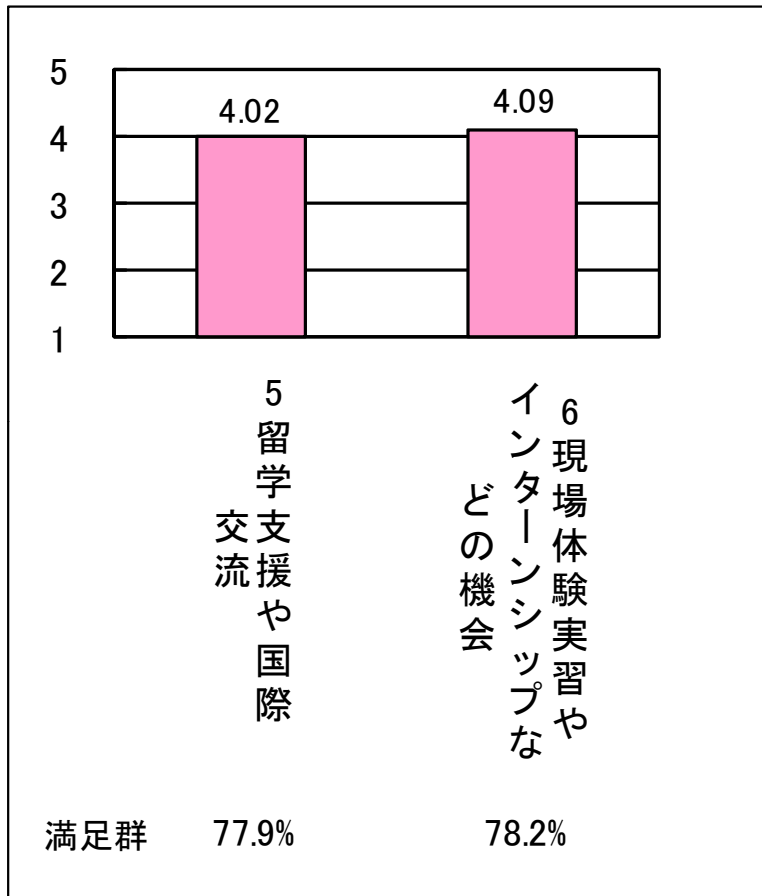 5
4
3
2
1
4.02
4.09
5留学支援や国際
交流
6現場体験実習や
インターンシップな
どの機会
満足群 77.9% 78.2%